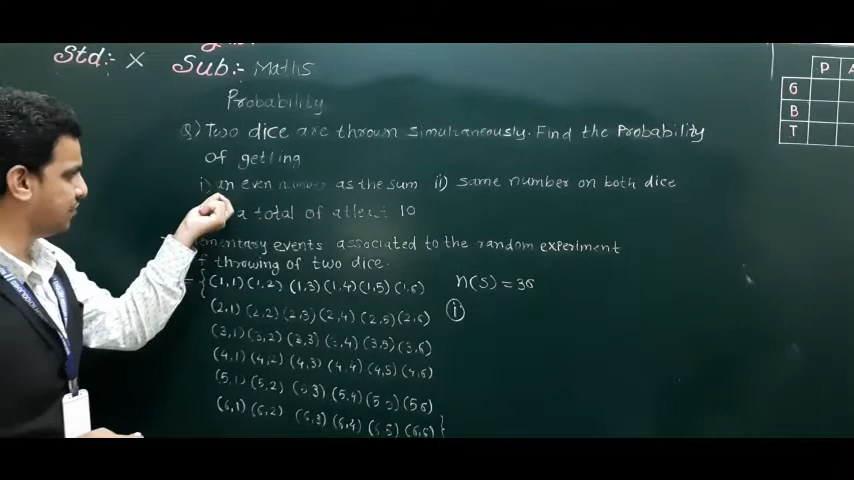 Std:- X
Sub:- Maths
P
G
B
T
Probability
Q) Two dice are thrown simultaneously. Find the Probability
of getting
i) an even number as the sum ii) same number on both dice
a total of atleast 10
events associated to the random experiment
throwing of two dice.
{(1,1) (1,2) (1,3) (1,4) (1,5) (1,6) n(S) = 36
(2,1) (2,2) (2,3) (2,4) (2,5) (2,6) (i)
(3,1) (3,2) (3,3) (3,4) (3,5) (3,6)
(4,1) (4,2) (4,3) (4,4) (4,5) (4,6)
(5,1) (5,2) (5,3) (5,4) (5,5) (5,6)
(6,1) (6,2) (6,3) (6,4) (6,5) (6,6) }